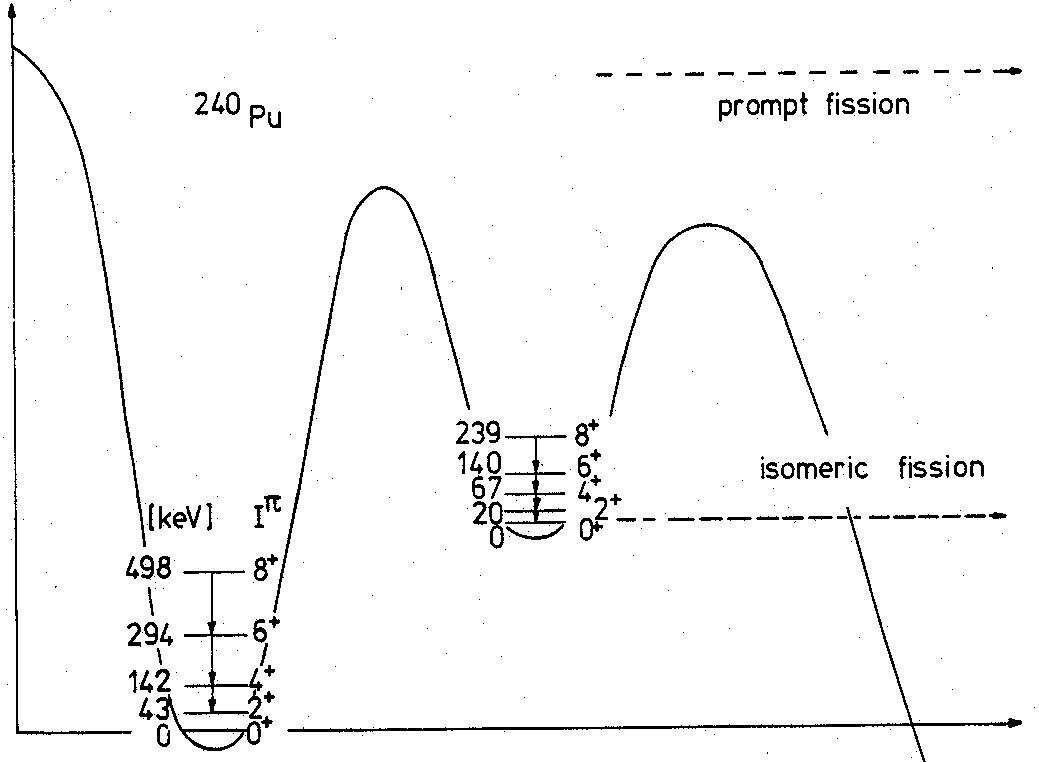 240 Pu
prompt fission
isomeric fission
239 8+
140 6+
67 4+
20 2+
0 0+
[keV] Iπ
498 8+
294 6+
142 4+
43 2+
0 0+